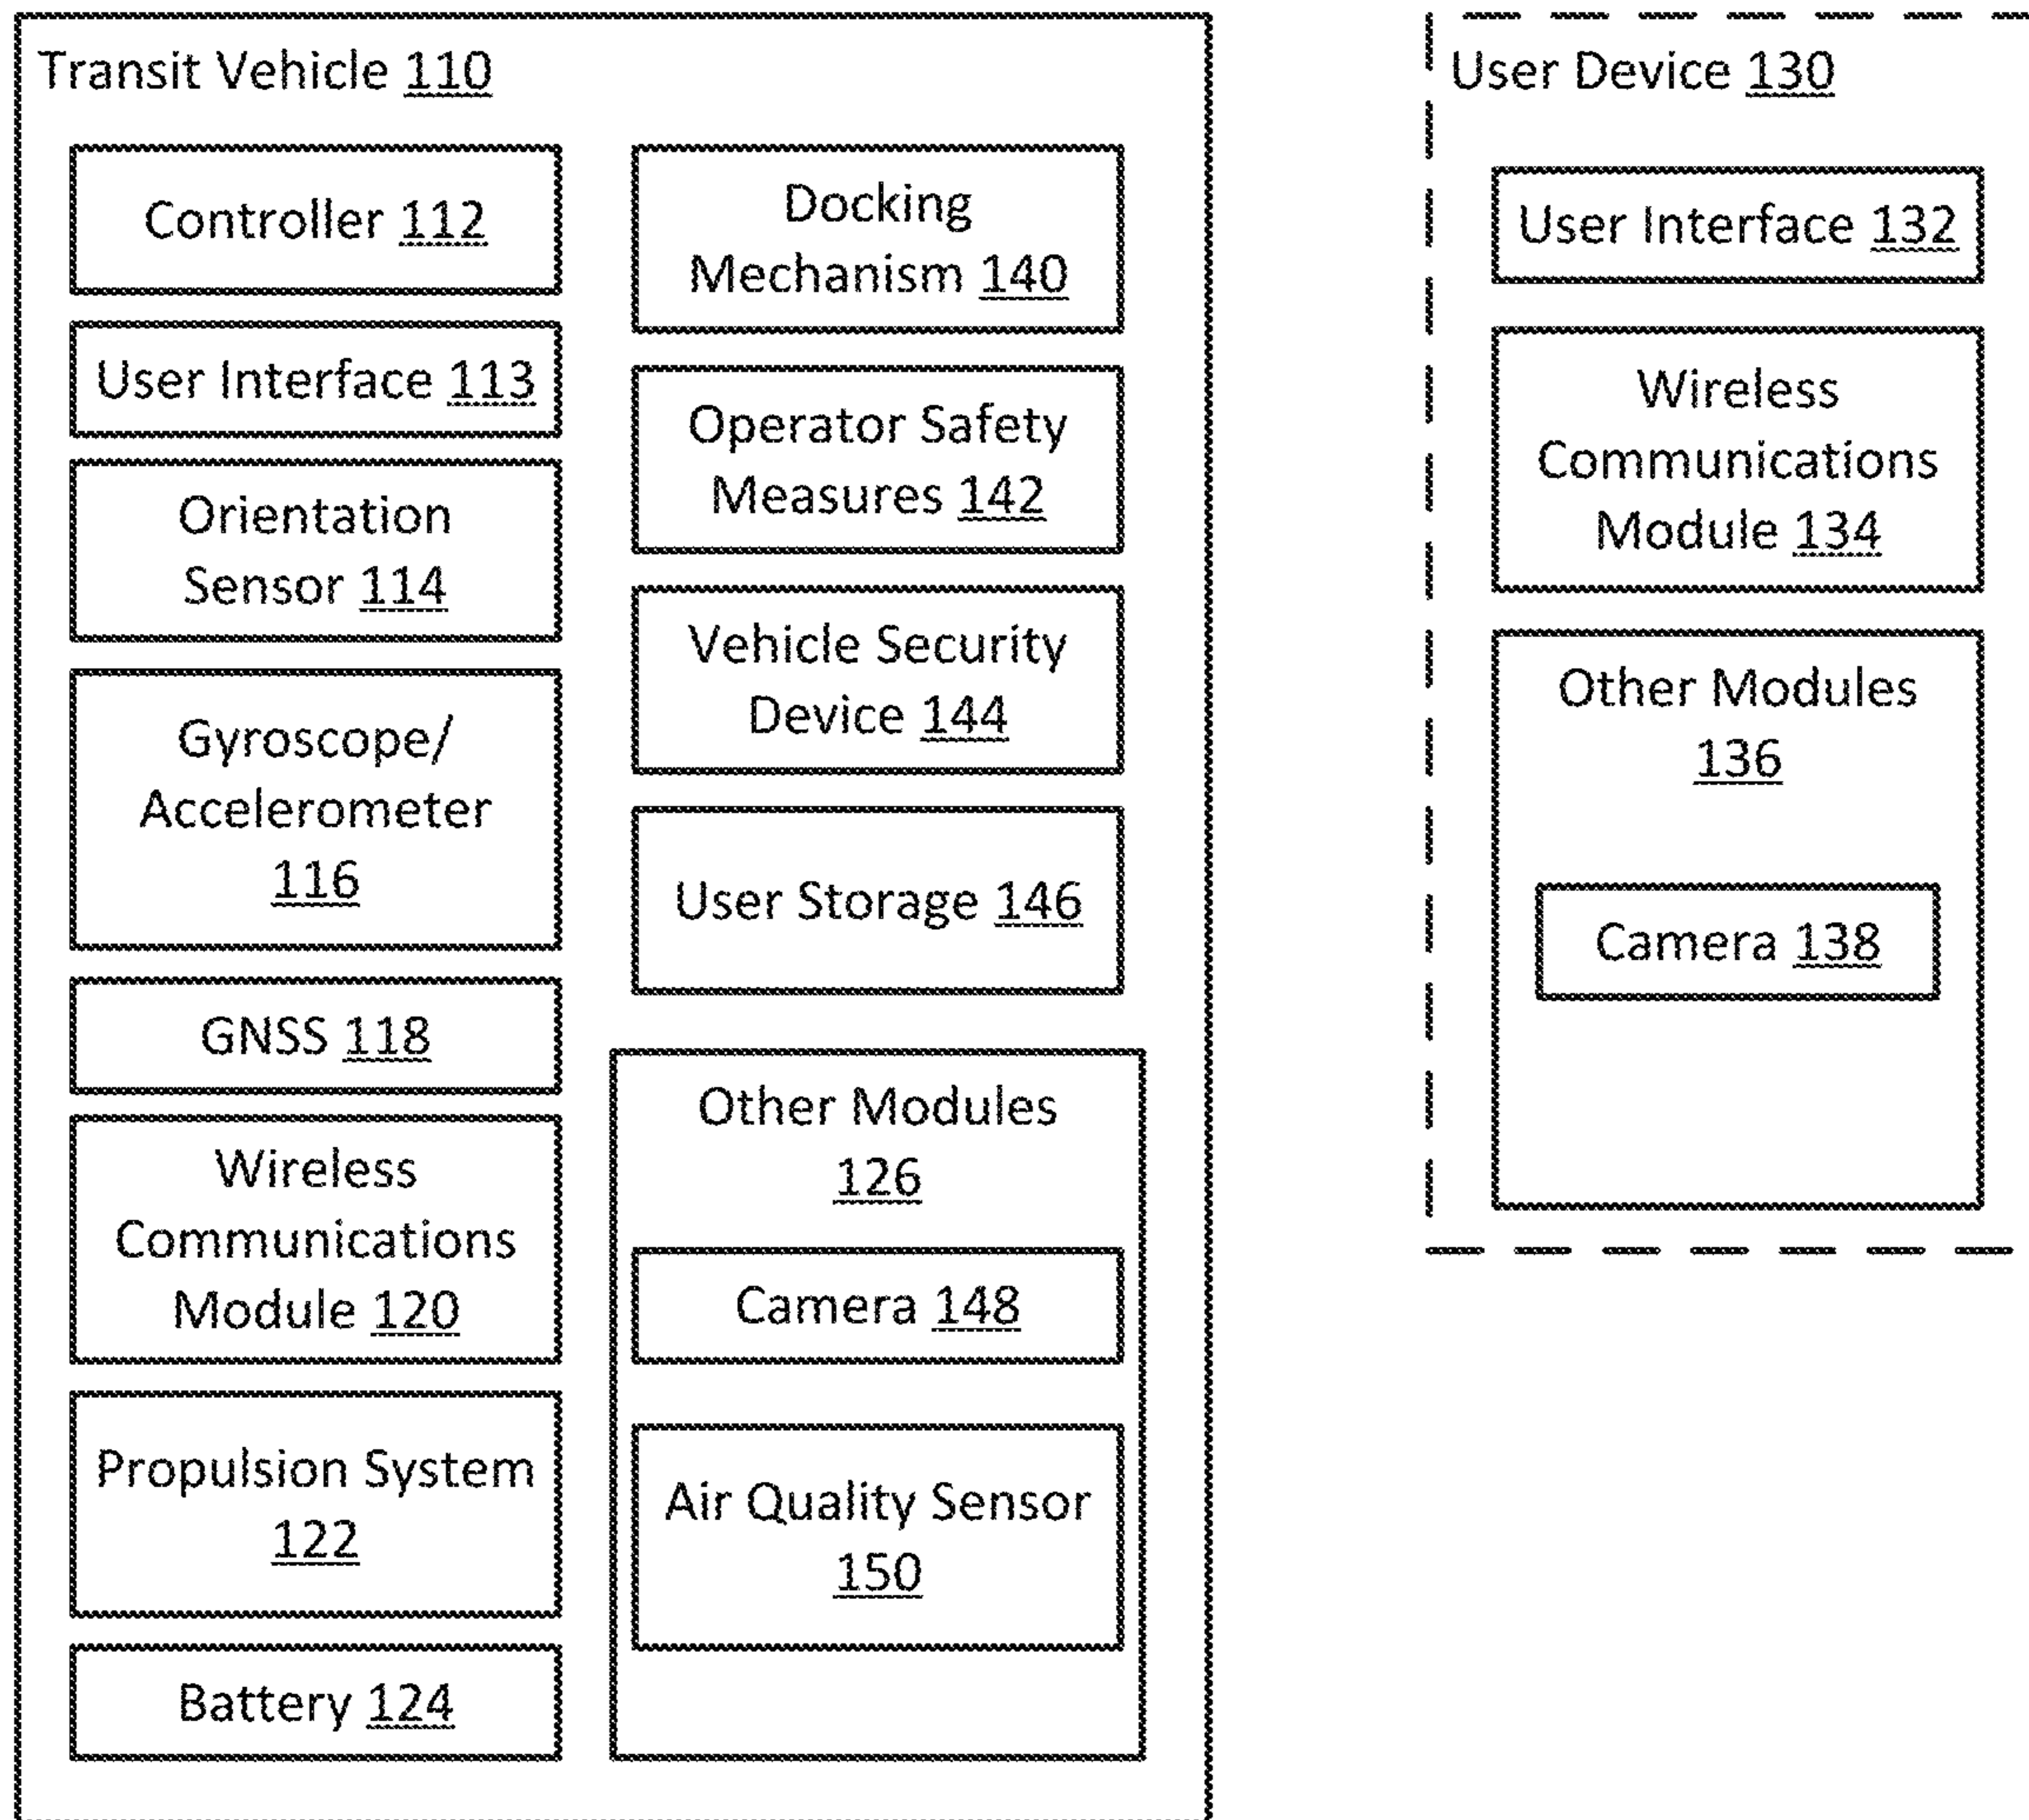 Transit Vehicle 110
Controller 112
User Interface 113
Orientation
Sensor 114
Gyroscope/
Accelerometer
116
GNSS 118
Wireless
Communications
Module 120
Propulsion System
122
Battery 124
Docking
Mechanism 140
Operator Safety
Measures 142
Vehicle Security
Device 144
User Storage 146
Other Modules
126
Camera 148
Air Quality Sensor
150
User Device 130
User Interface 132
Wireless
Communications
Module 134
Other Modules
136
Camera 138